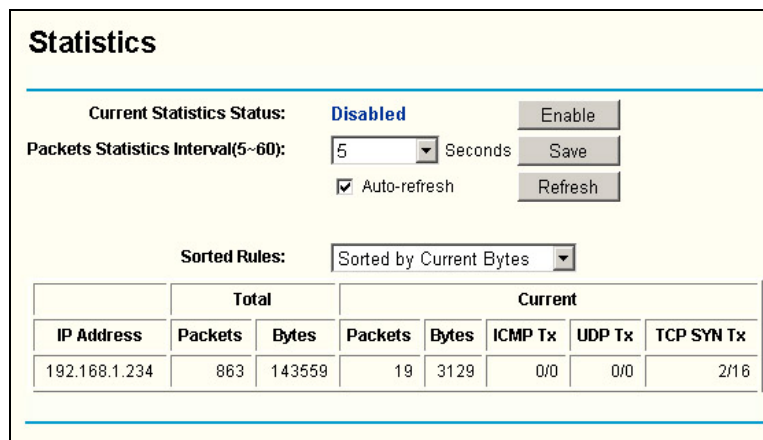 Statistics
Current Statistics Status: Disabled Enable
Packets Statistics Interval(5~60): 5 Seconds Save
Auto-refresh Refresh
Sorted Rules: Sorted by Current Bytes
Total Current
IP Address Packets Bytes Packets Bytes ICMP Tx UDP Tx TCP SYN Tx
192.168.1.234 863 143559 19 3129 0/0 0/0 2/16